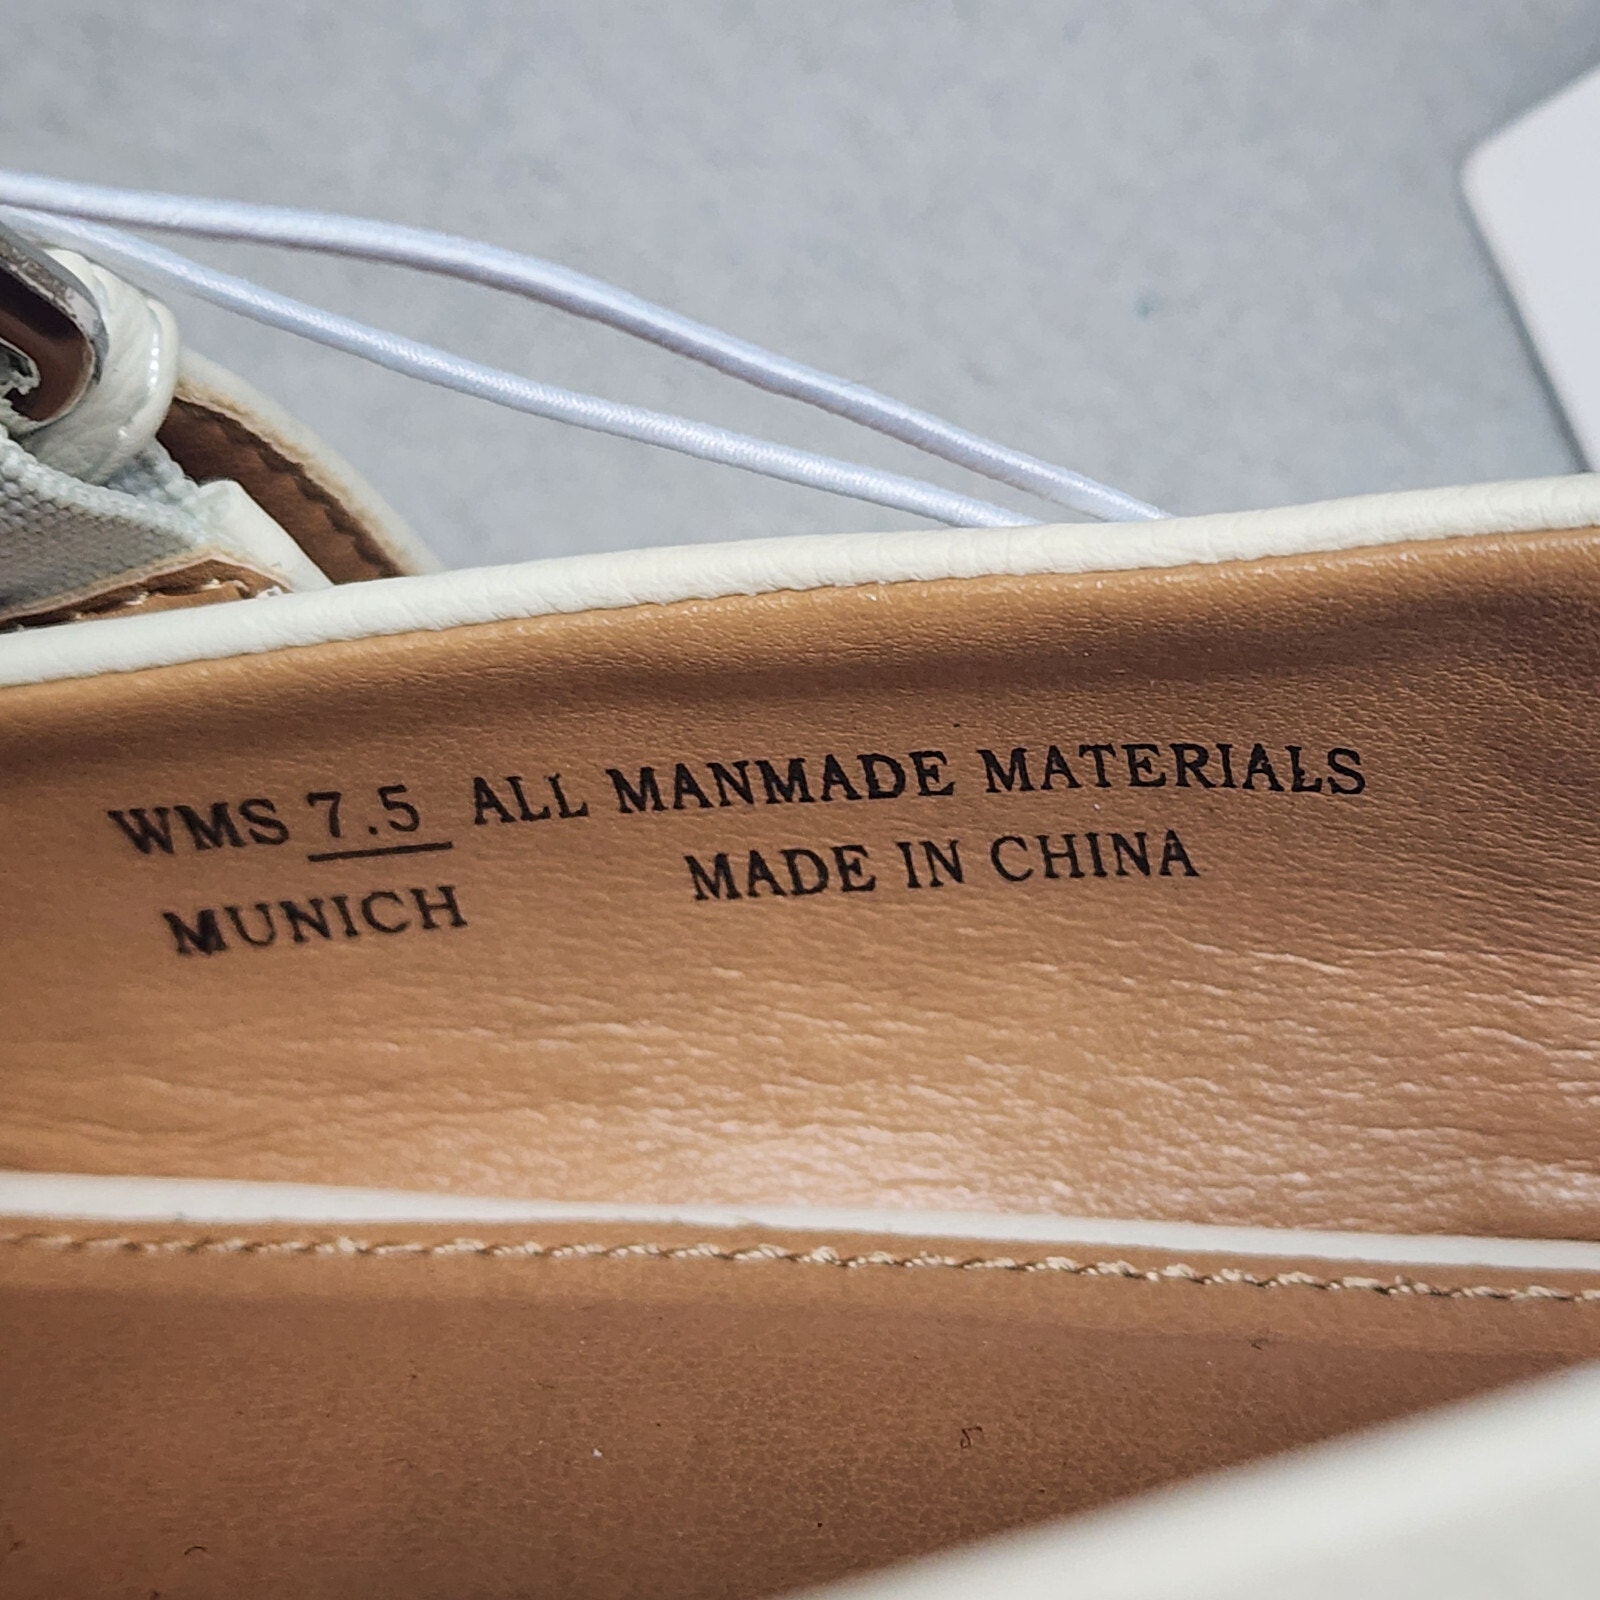 WMS 7.5 ALL MANMADE MATERIALS
MUNICH MADE IN CHINA